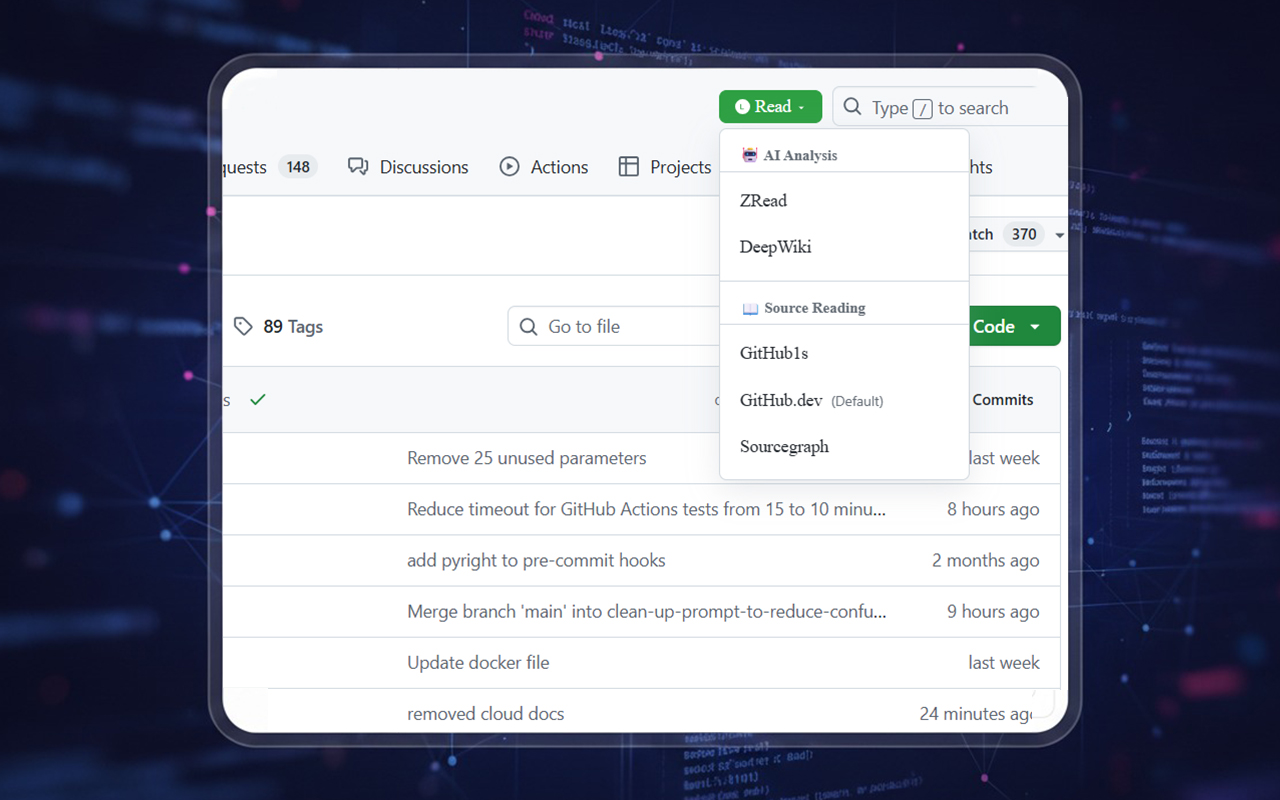 Read
Type / to search
AI Analysis
quests 148 Discussions Actions Projects hts
ZRead
tch 370
DeepWiki
Source Reading
89 Tags
Go to file
Code
GitHub1s
s
GitHub.dev (Default)
Commits
Sourcegraph
Remove 25 unused parameters last week
Reduce timeout for GitHub Actions tests from 15 to 10 minu... 8 hours ago
add pyright to pre-commit hooks 2 months ago
Merge branch 'main' into clean-up-prompt-to-reduce-confu... 9 hours ago
Update docker file last week
removed cloud docs 24 minutes ago